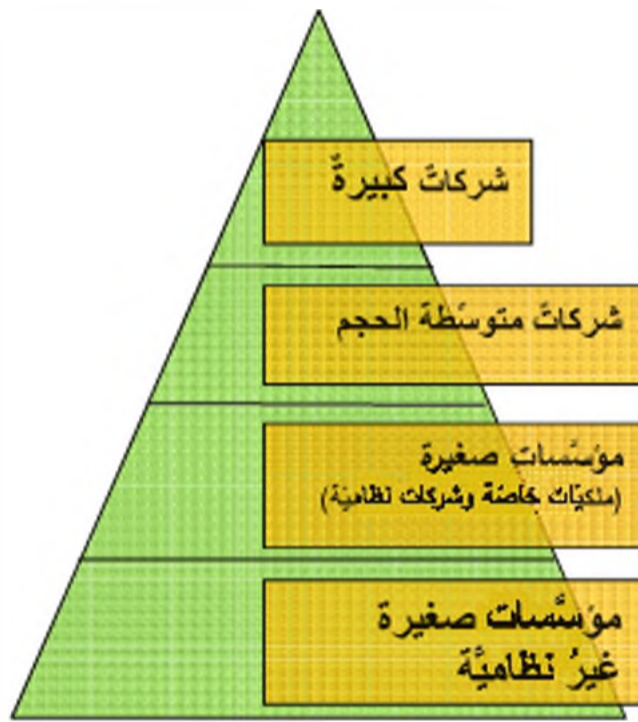 شركاتٌ كبيرةٌ
شركاتٌ متوسّطة الحجم
مؤسّسات صغيرة
(ملكيّات خاصّة وشركات نظاميّة)
مؤسَّسات صغيرة
غيرُ نظاميَّة